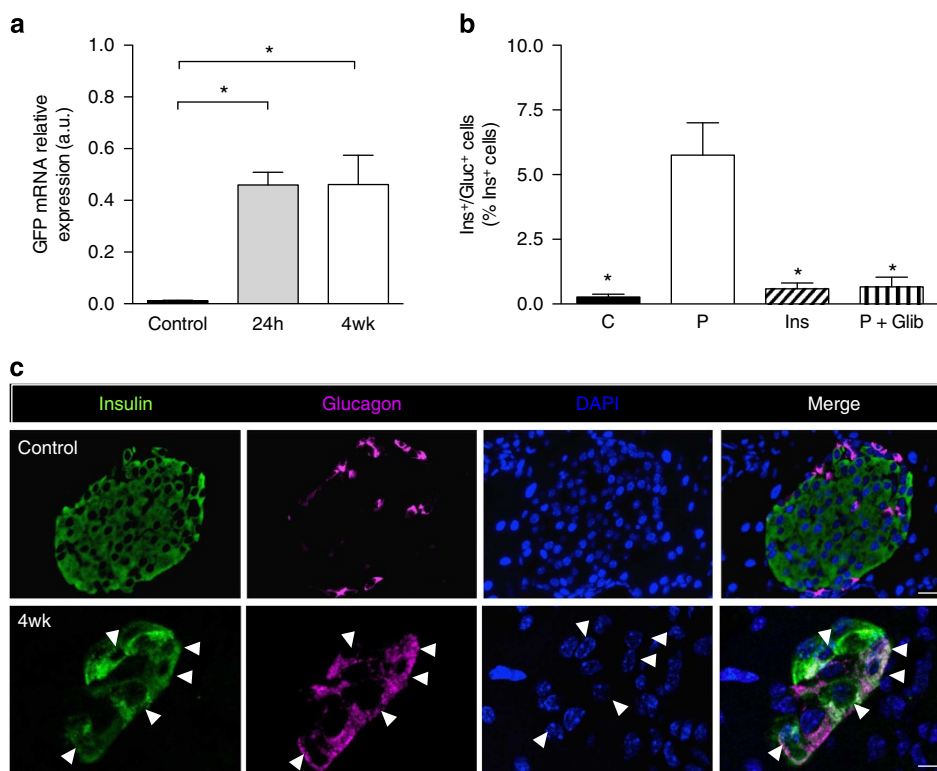 a
GFP mRNA relative
expression (a.u.)
1.0
0.8
0.6
0.4
0.2
0.0
*
*
Control 24h 4wk
b
Ins⁺/Gluc⁺ cells
(% Ins⁺ cells)
10.0
7.5
5.0
2.5
0.0
* * *
C P Ins P + Glib
c
Insulin Glucagon DAPI Merge
Control
4wk